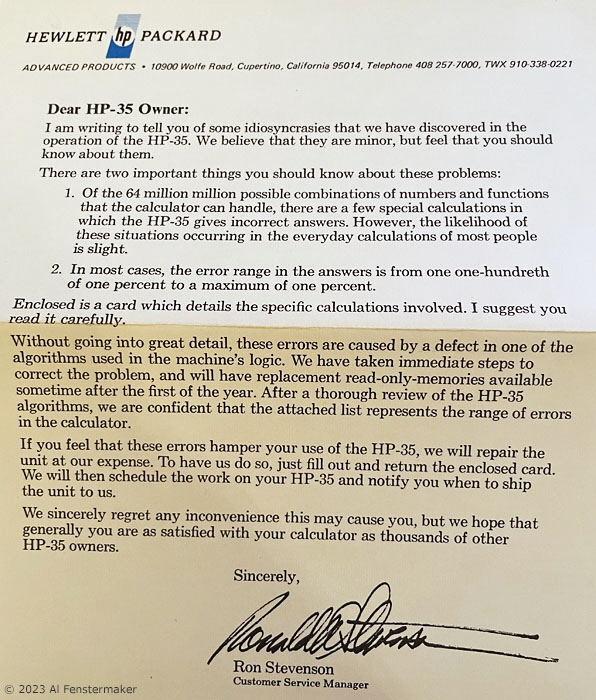 HEWLETT hp PACKARD
ADVANCED PRODUCTS • 10900 Wolfe Road, Cupertino, California 95014, Telephone 408 257-7000, TWX 910-338-0221
Dear HP-35 Owner:
I am writing to tell you of some idiosyncrasies that we have discovered in the
operation of the HP-35. We believe that they are minor, but feel that you should
know about them.
There are two important things you should know about these problems:
1. Of the 64 million million possible combinations of numbers and functions
that the calculator can handle, there are a few special calculations in
which the HP-35 gives incorrect answers. However, the likelihood of
these situations occurring in the everyday calculations of most people
is slight.
2. In most cases, the error range in the answers is from one one-hundreth
of one percent to a maximum of one percent.
Enclosed is a card which details the specific calculations involved. I suggest you
read it carefully.
Without going into great detail, these errors are caused by a defect in one of the
algorithms used in the machine's logic. We have taken immediate steps to
correct the problem, and will have replacement read-only-memories available
sometime after the first of the year. After a thorough review of the HP-35
algorithms, we are confident that the attached list represents the range of errors
in the calculator.
If you feel that these errors hamper your use of the HP-35, we will repair the
unit at our expense. To have us do so, just fill out and return the enclosed card.
We will then schedule the work on your HP-35 and notify you when to ship
the unit to us.
We sincerely regret any inconvenience this may cause you, but we hope that
generally you are as satisfied with your calculator as thousands of other
HP-35 owners.
Sincerely,
Ron Stevenson
Customer Service Manager
© 2023 Al Fenstermaker